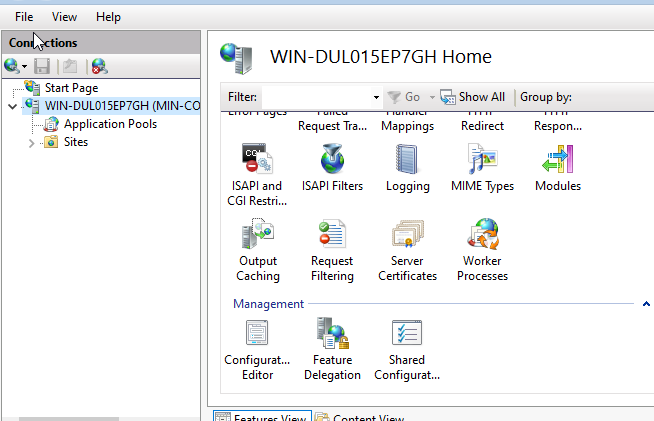 File View Help
Connections
Start Page
WIN-DUL015EP7GH (MIN-CO
Application Pools
Sites
WIN-DUL015EP7GH Home
Filter: Go Show All Group by:
Error Pages Failed Handler HTTP HTTP
Request Tra... Mappings Redirect Respon...
ISAPI and ISAPI Filters Logging MIME Types Modules
CGI Restri...
Output Request Server Worker
Caching Filtering Certificates Processes
Management
Configurat... Feature Shared
Editor Delegation Configurat...
Features View Content View